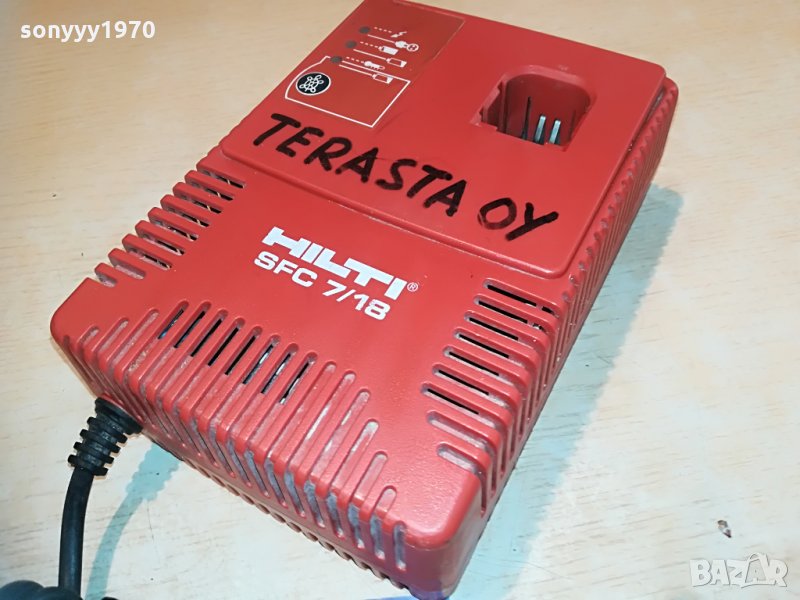 sonyyy1970
TERASTA OY
HILTI®
SFC 7/18
BAZAR